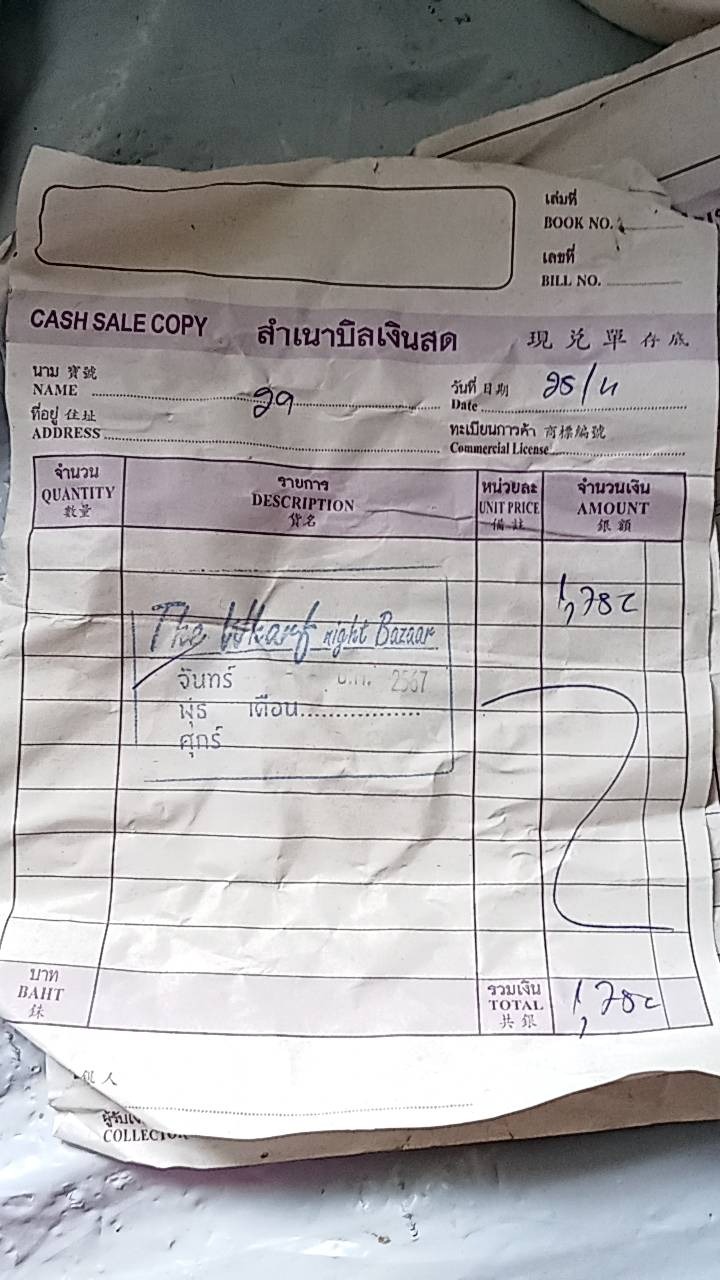 เล่มที่
BOOK NO.
เลขที่
BILL NO.
CASH SALE COPY สำเนาบิลเงินสด 現兑單存底
นาม 寶號
NAME 29
วันที่ 日期 25/4
Date
ที่อยู่ 住址
ADDRESS
ทะเบียนการค้า 商標編號
Commercial License
จำนวน รายการ หน่วยละ จำนวนเงิน
QUANTITY DESCRIPTION UNIT PRICE AMOUNT
數量 貨名 備註 銀額
1,780
The Wharf night Bazaar
จันทร์ 2567
พุธ เดือน
ศุกร์
บาท รวมเงิน
BAHT TOTAL 1,780
銖 共銀
銀人
COLLECTOR